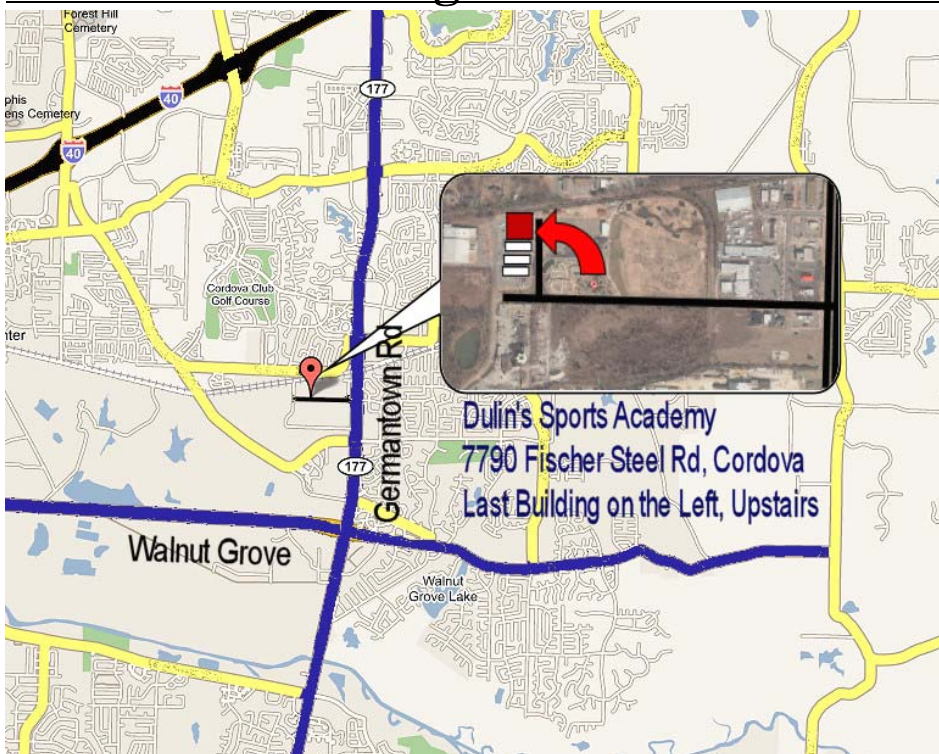 Forest Hill
Cemetery
40
177
phis
ens Cemetery
40
Cordova Club
Golf Course
nter
Germantown Rd
Dulin's Sports Academy
7790 Fischer Steel Rd, Cordova
Last Building on the Left, Upstairs
177
Walnut Grove
Walnut
Grove Lake